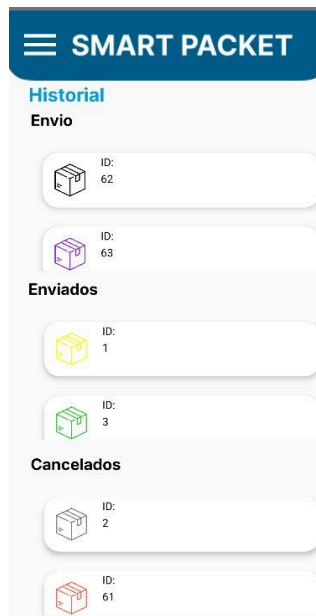 SMART PACKET
Historial
Envio
ID:
62
ID:
63
Enviados
ID:
1
ID:
3
Cancelados
ID:
2
ID:
61